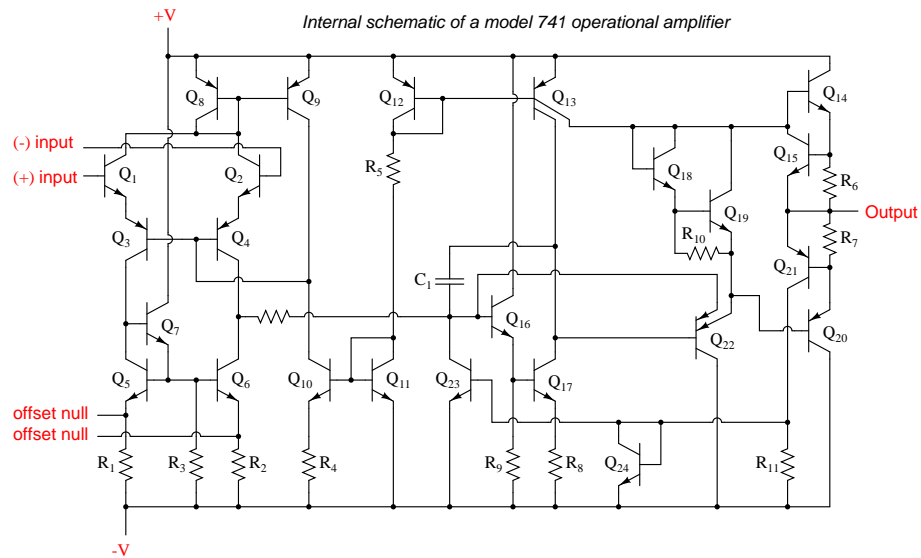 Internal schematic of a model 741 operational amplifier
+V
Q8
Q9
Q12
Q13
Q14
(-) input
(+) input
Q1
Q2
R5
Q18
Q15
R6
Q19
Output
Q3
Q4
R10
R7
C1
Q21
Q7
Q16
Q22
Q20
Q5
Q6
Q10
Q11
Q23
Q17
offset null
offset null
R1
R3
R2
R4
R9
R8
Q24
R11
-V